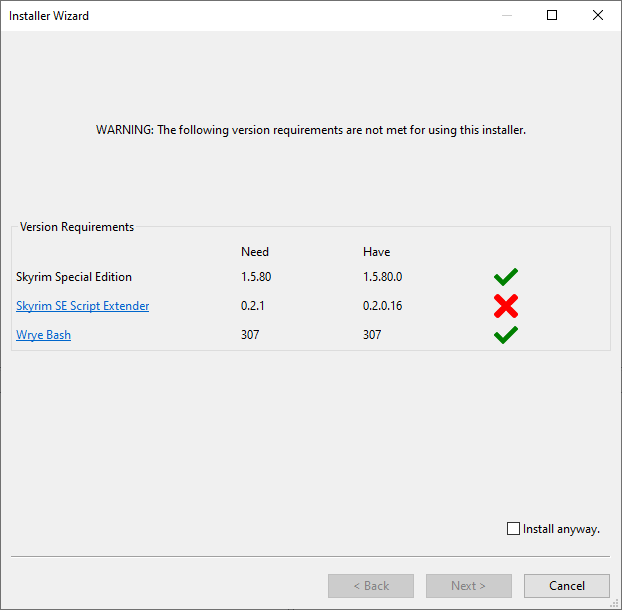 Installer Wizard
WARNING: The following version requirements are not met for using this installer.
Version Requirements
Need Have
Skyrim Special Edition 1.5.80 1.5.80.0
Skyrim SE Script Extender 0.2.1 0.2.0.16
Wrye Bash 307 307
Install anyway.
< Back Next > Cancel